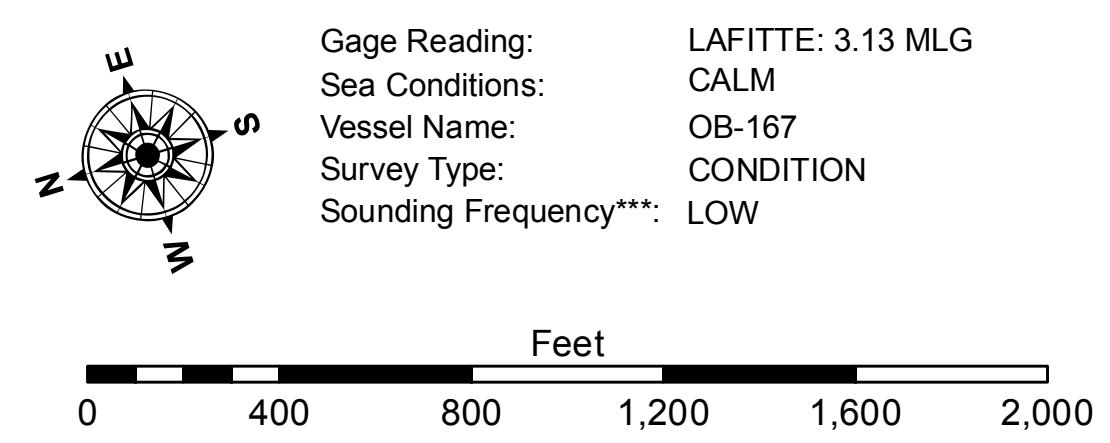 E
S
N
W
Gage Reading: LAFITTE: 3.13 MLG
Sea Conditions: CALM
Vessel Name: OB-167
Survey Type: CONDITION
Sounding Frequency***: LOW
Feet
0 400 800 1,200 1,600 2,000